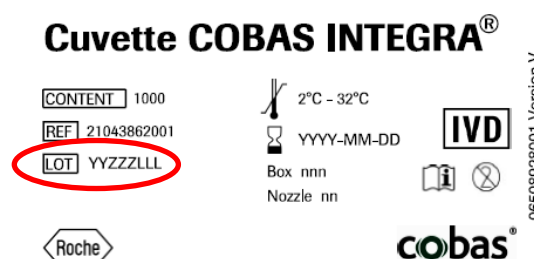 Cuvette COBAS INTEGRA®
CONTENT 1000
REF 21043862001
LOT YYZZZLLL
2°C - 32°C
YYYY-MM-DD
Box nnn
Nozzle nn
IVD
i
2
Roche
cobas®